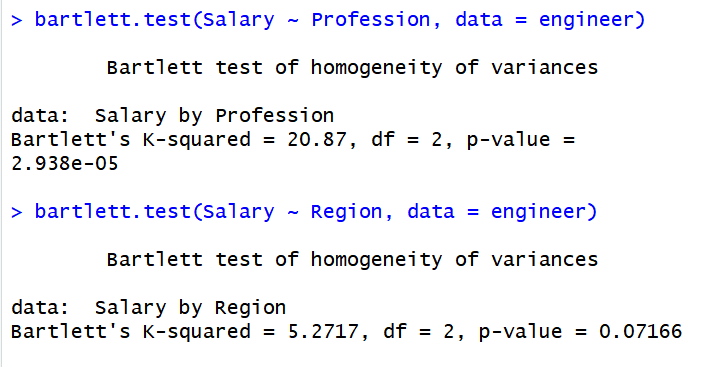 > bartlett.test(Salary ~ Profession, data = engineer)
Bartlett test of homogeneity of variances
data:  Salary by Profession
Bartlett's K-squared = 20.87, df = 2, p-value =
2.938e-05
> bartlett.test(Salary ~ Region, data = engineer)
Bartlett test of homogeneity of variances
data:  Salary by Region
Bartlett's K-squared = 5.2717, df = 2, p-value = 0.07166